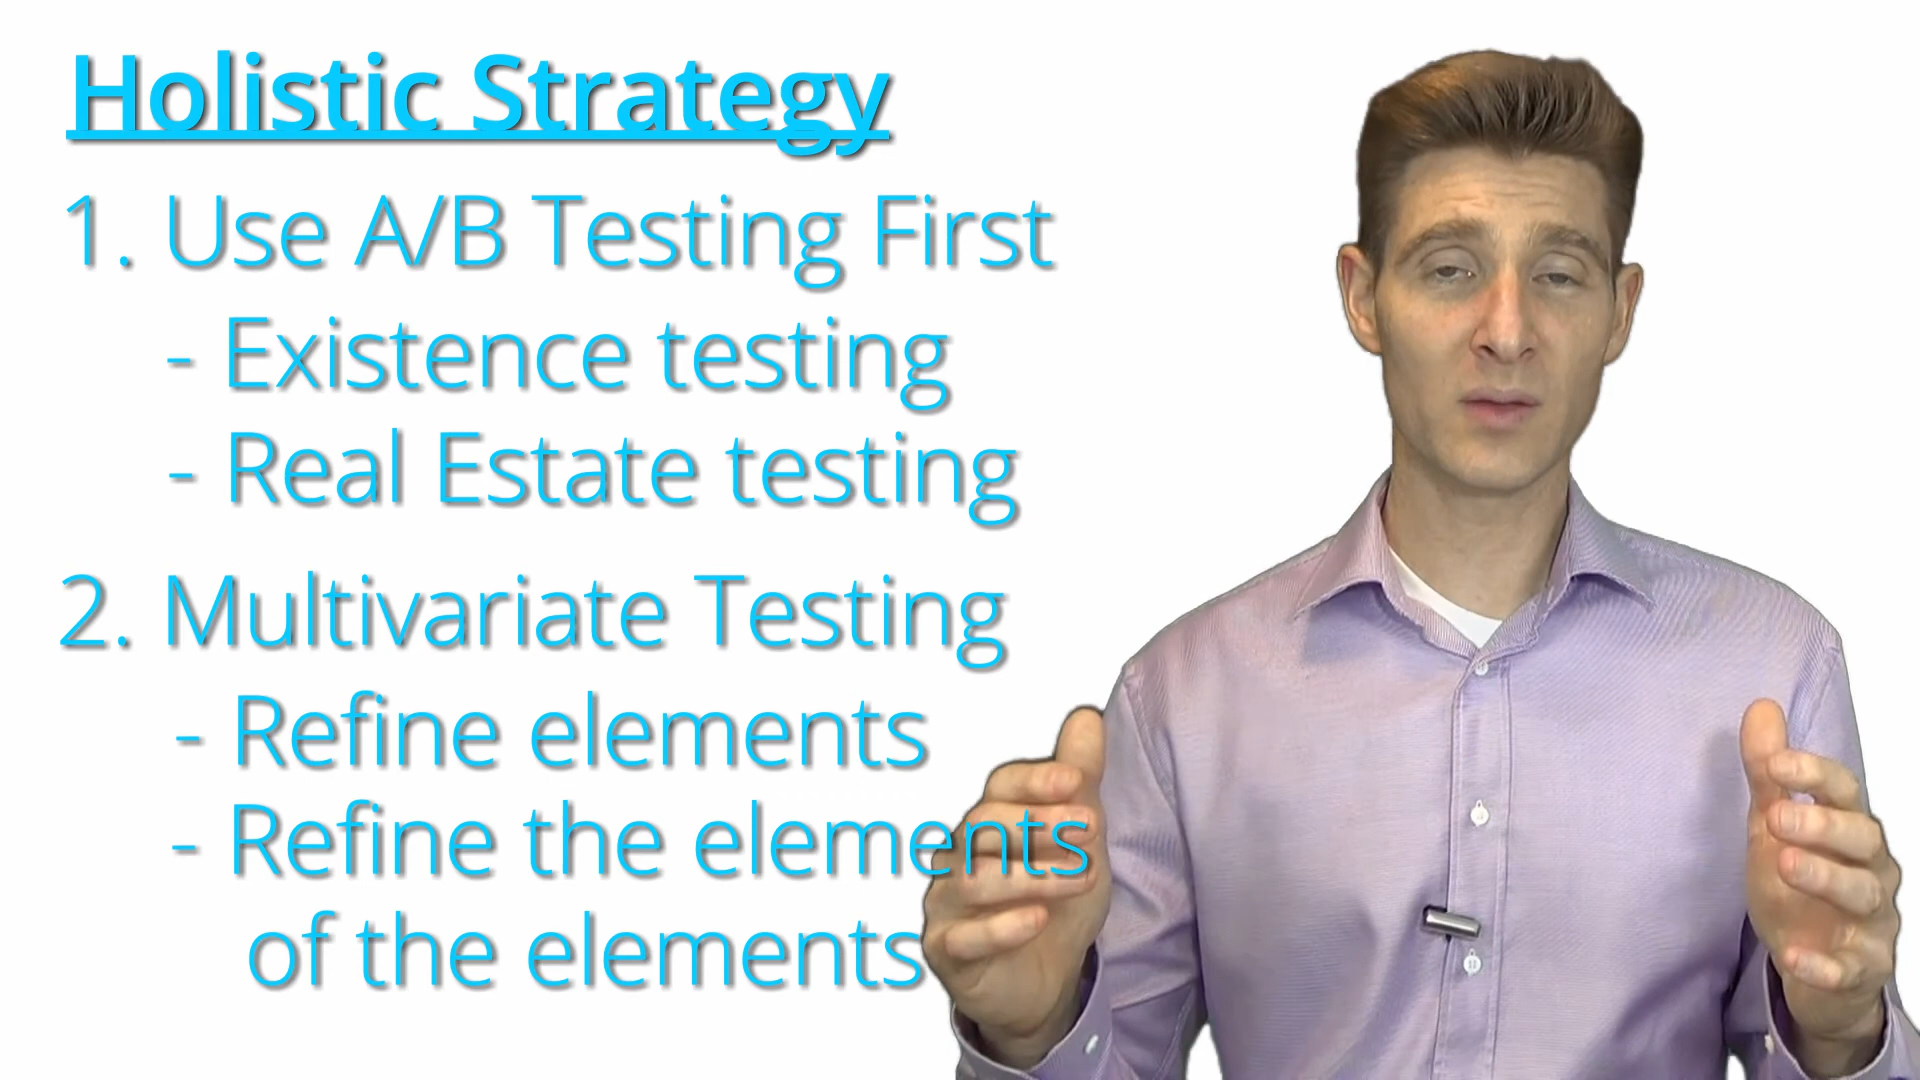 Holistic Strategy
1. Use A/B Testing First
- Existence testing
- Real Estate testing
2. Multivariate Testing
- Refine elements
- Refine the elements
of the elements